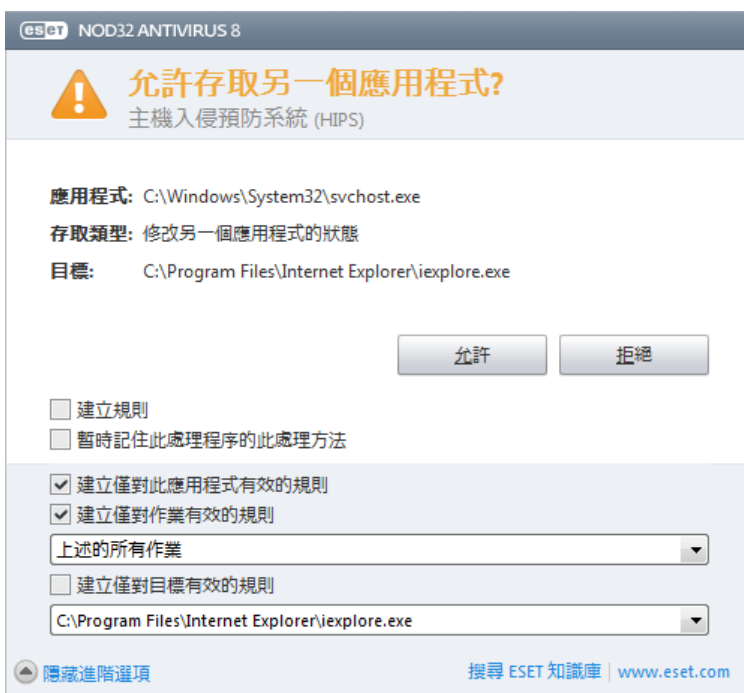 eseT NOD32 ANTIVIRUS 8
允許存取另一個應用程式?
主機入侵預防系統 (HIPS)
應用程式: C:\Windows\System32\svchost.exe
存取類型: 修改另一個應用程式的狀態
目標: C:\Program Files\Internet Explorer\iexplore.exe
允許 拒絕
建立規則
暫時記住此處理程序的此處理方法
建立僅對此應用程式有效的規則
建立僅對作業有效的規則
上述的所有作業
建立僅對目標有效的規則
C:\Program Files\Internet Explorer\iexplore.exe
隱藏進階選項 搜尋 ESET 知識庫 | www.eset.com